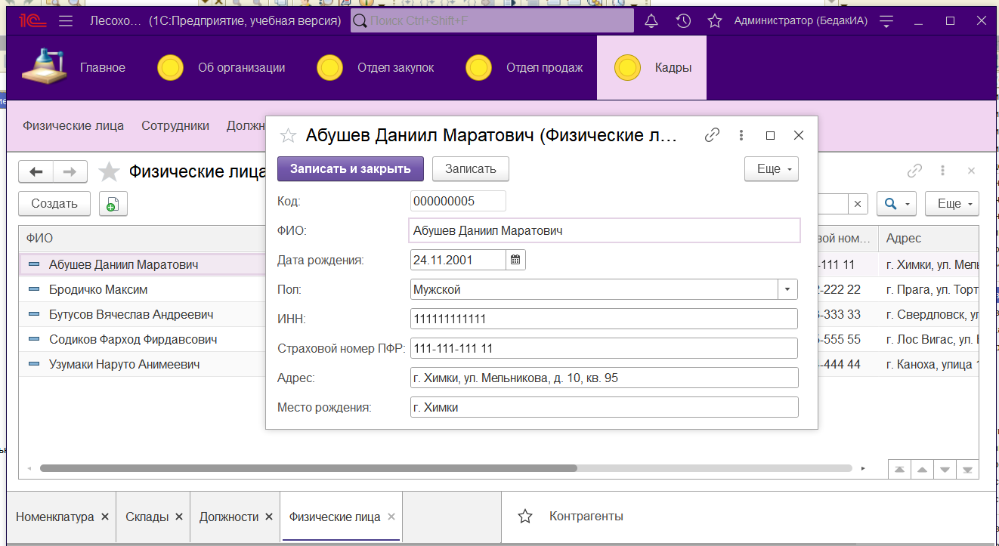 1С Лесохо... (1С:Предприятие, учебная версия) Поиск Ctrl+Shift+F Администратор (БедакИА)
Главное Об организации Отдел закупок Отдел продаж Кадры
Физические лица Сотрудники Должн
Абушев Даниил Маратович (Физические л...
Записать и закрыть Записать Еще
Код: 000000005
ФИО: Абушев Даниил Маратович
Дата рождения: 24.11.2001
Пол: Мужской
ИНН: 111111111111
Страховой номер ПФР: 111-111-111 11
Адрес: г. Химки, ул. Мельникова, д. 10, кв. 95
Место рождения: г. Химки
Физические лица
Создать Еще
ФИО вой ном... Адрес
Абушев Даниил Маратович -111 11 г. Химки, ул. Мель
Бродичко Максим 2-222 22 г. Прага, ул. Торт
Бутусов Вячеслав Андреевич 3-333 33 г. Свердловск, ул
Содиков Фарход Фирдавсович 5-555 55 г. Лос Вигас, ул.
Узумаки Наруто Анимеевич -444 44 г. Каноха, улица 1
Номенклатура Склады Должности Физические лица Контрагенты